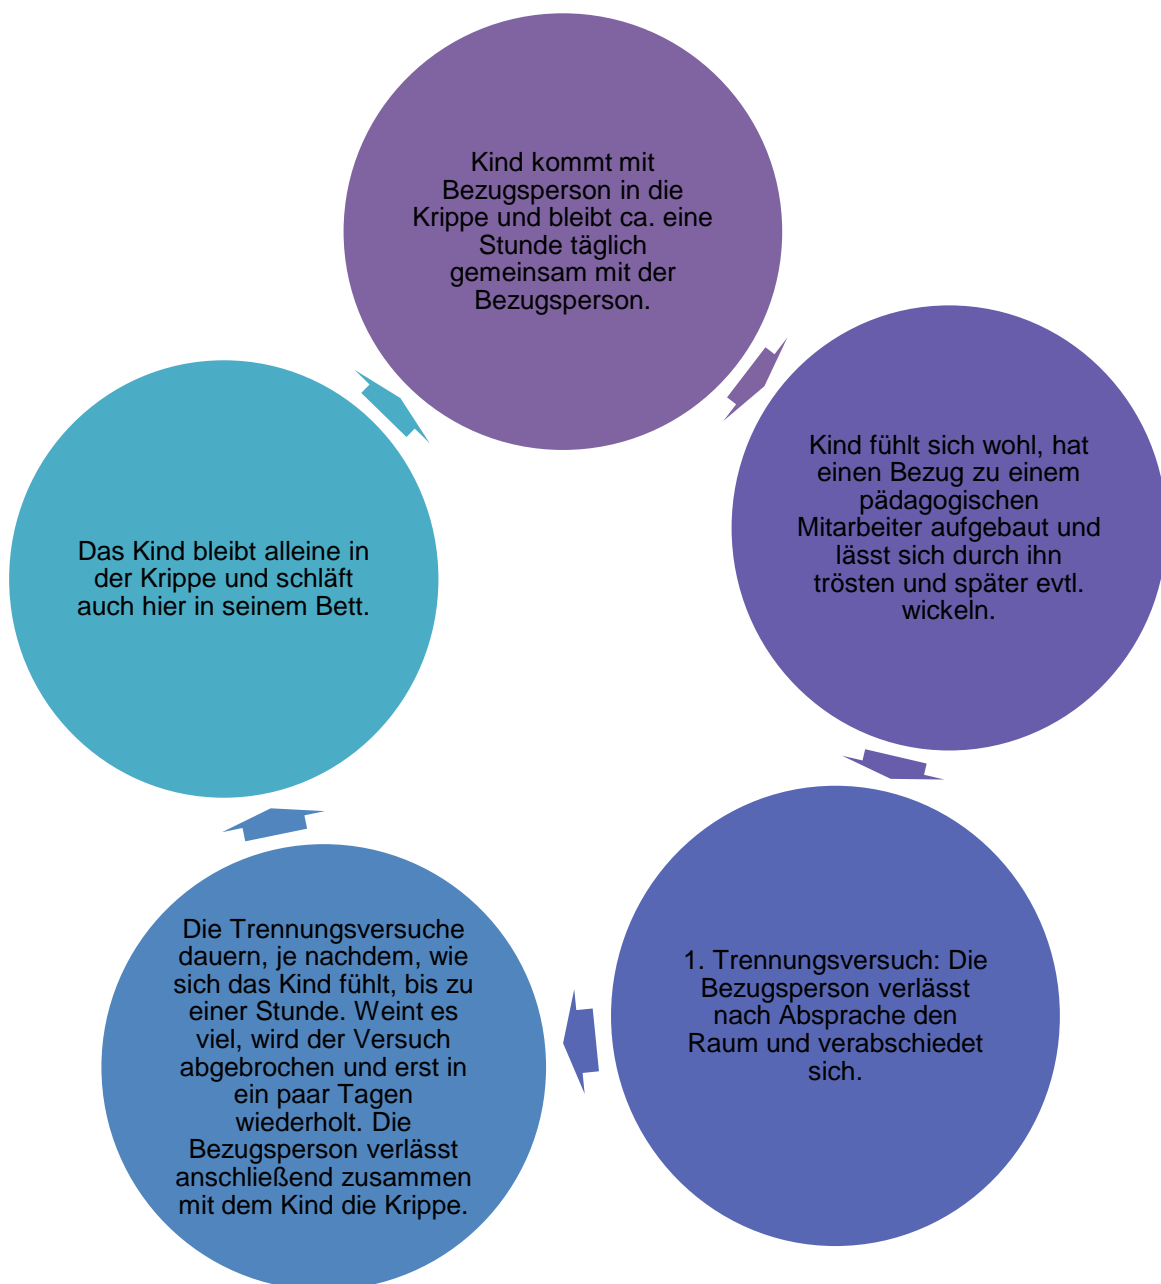 Kind kommt mit
Bezugsperson in die
Krippe und bleibt ca. eine
Stunde täglich
gemeinsam mit der
Bezugsperson.
Kind fühlt sich wohl, hat
einen Bezug zu einem
pädagogischen
Mitarbeiter aufgebaut und
lässt sich durch ihn
trösten und später evtl.
wickeln.
1. Trennungsversuch: Die
Bezugsperson verlässt
nach Absprache den
Raum und verabschiedet
sich.
Die Trennungsversuche
dauern, je nachdem, wie
sich das Kind fühlt, bis zu
einer Stunde. Weint es
viel, wird der Versuch
abgebrochen und erst in
ein paar Tagen
wiederholt. Die
Bezugsperson verlässt
anschließend zusammen
mit dem Kind die Krippe.
Das Kind bleibt alleine in
der Krippe und schläft
auch hier in seinem Bett.